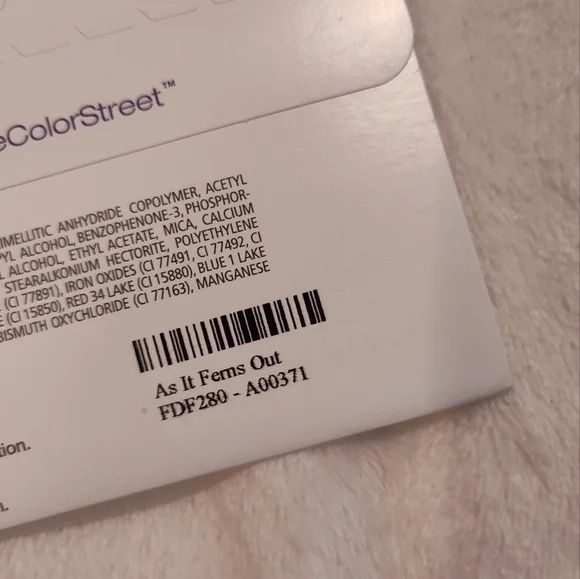 eColorStreet™
IMELLITIC ANHYDRIDE COPOLYMER, ACETYL
YL ALCOHOL, BENZOPHENONE-3, PHOSPHOR-
L ALCOHOL, ETHYL ACETATE, MICA, CALCIUM
STEARALKONIUM HECTORITE, POLYETHYLENE
(CI 77891), IRON OXIDES (CI 77491, CI 77492, CI
E (CI 15850), RED 34 LAKE (CI 15880), BLUE 1 LAKE
BISMUTH OXYCHLORIDE (CI 77163), MANGANESE
As It Ferns Out
FDF280 - A00371
tion.
n.